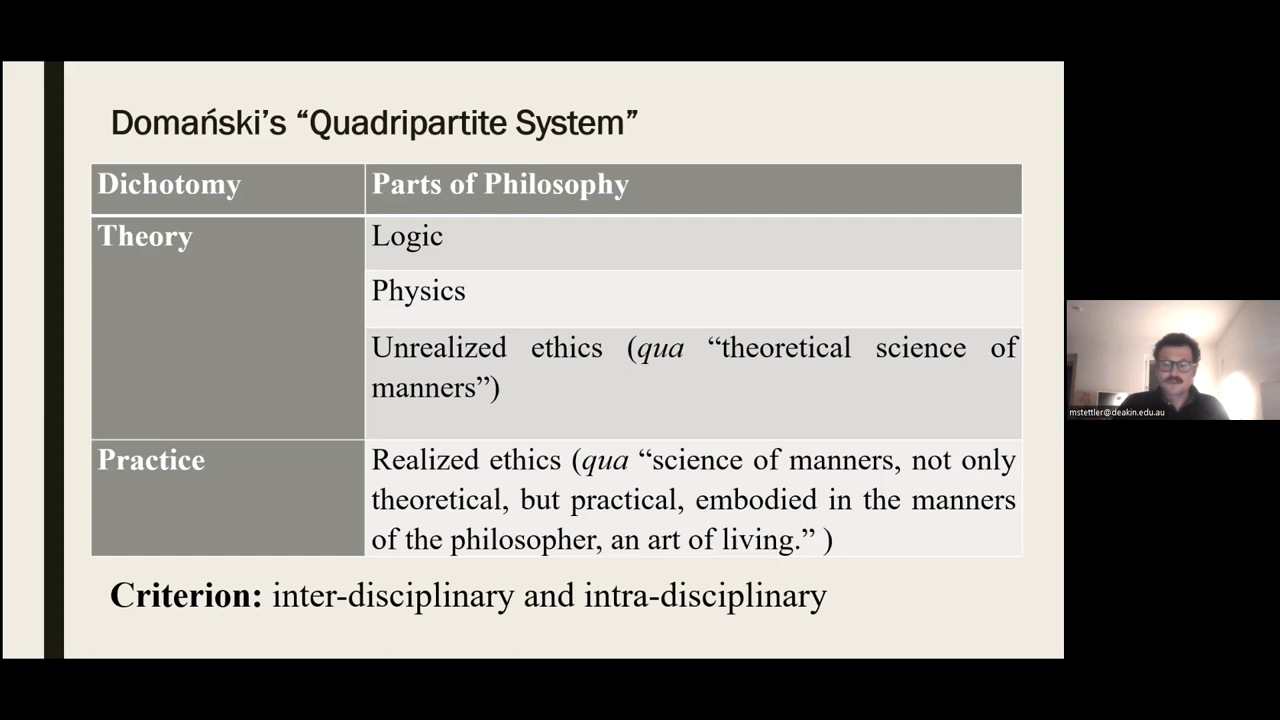 Domański's “Quadripartite System”
Dichotomy
Parts of Philosophy
Theory
Logic
Physics
Unrealized ethics (qua “theoretical science of
manners”)
Practice
Realized ethics (qua “science of manners, not only
theoretical, but practical, embodied in the manners
of the philosopher, an art of living.” )
Criterion: inter-disciplinary and intra-disciplinary
mstettler@deakin.edu.au